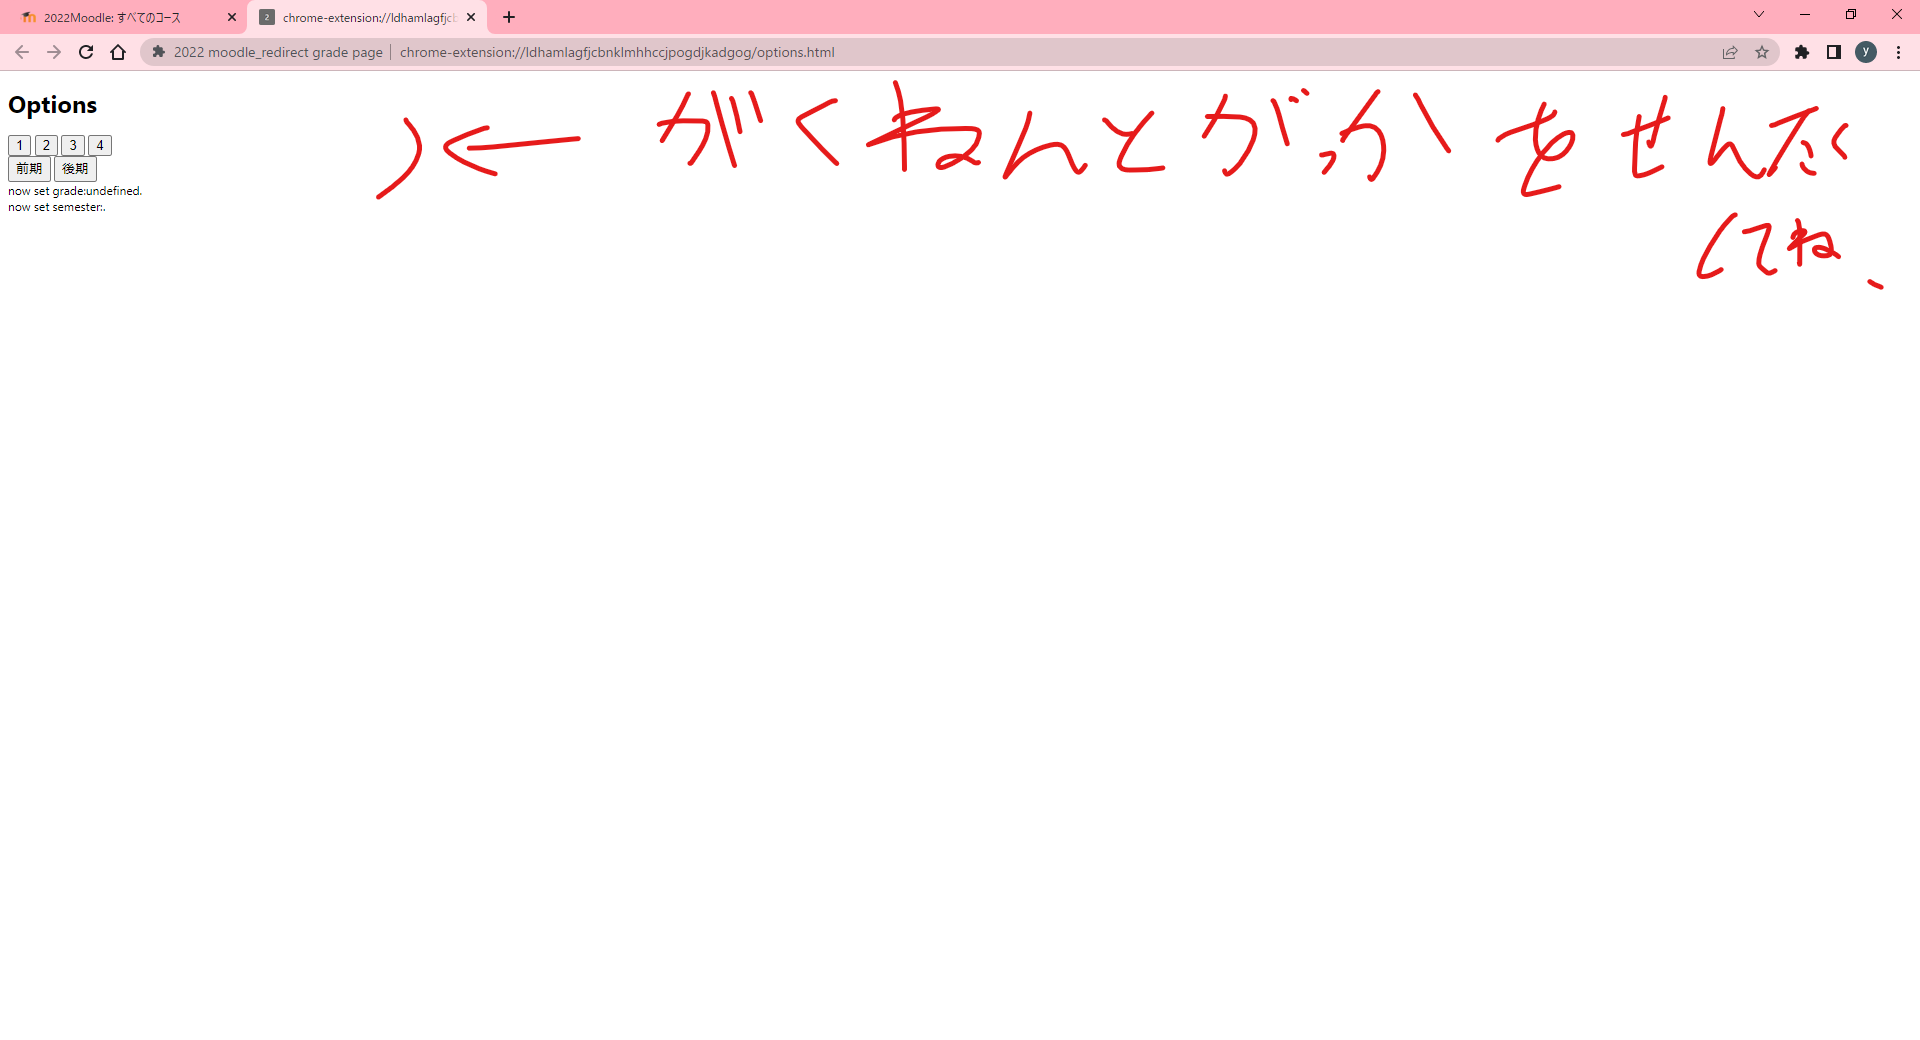 2022Moodle: すべてのコース
2
chrome-extension://ldhamlagfjcb
2022 moodle_redirect grade page | chrome-extension://ldhamlagfjcbnklmhhccjpogdjkadgog/options.html
y
Options
1 2 3 4
前期 後期
now set grade:undefined.
now set semester:.
がくねんとがっかをせんたく
してね、